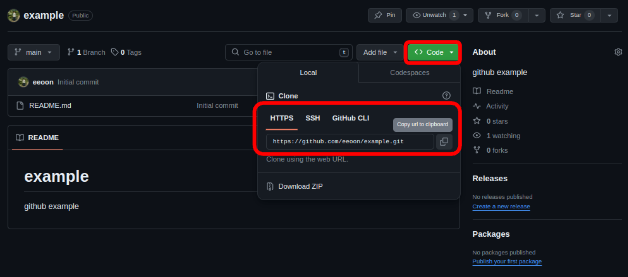 example Public
Pin Unwatch 1 Fork 0 Star 0
main 1 Branch 0 Tags Go to file t Add file Code
eeoon Initial commit
README.md Initial commit
README
example
github example
Local Codespaces
Clone
HTTPS SSH GitHub CLI
Copy url to clipboard
https://github.com/eeoon/example.git
Clone using the web URL.
Download ZIP
About
github example
Readme
Activity
0 stars
1 watching
0 forks
Releases
No releases published
Create a new release
Packages
No packages published
Publish your first package